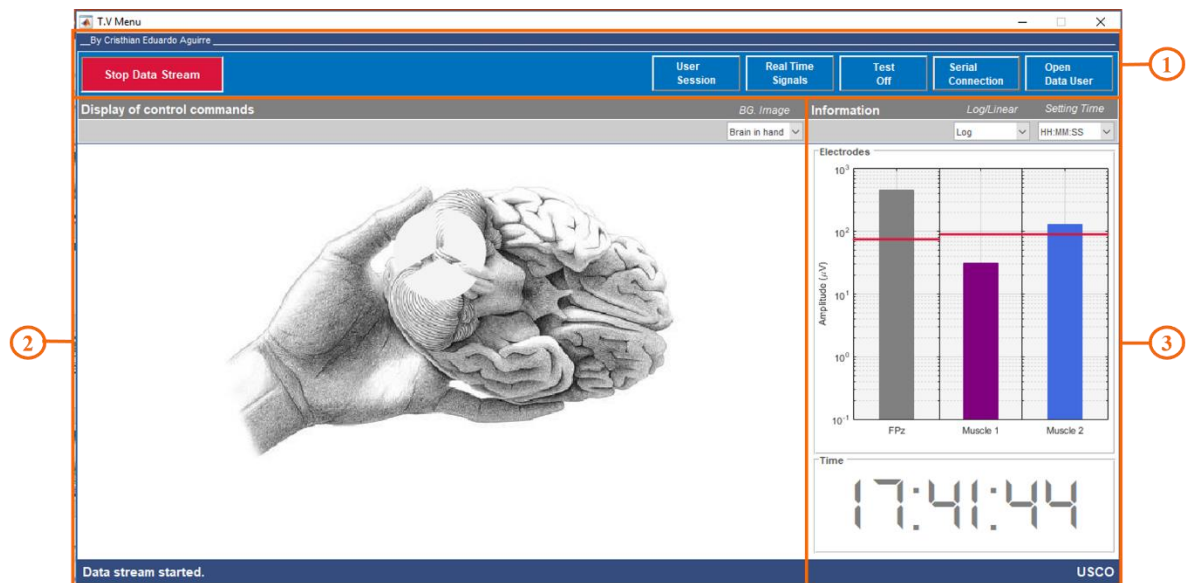 T.V Menu
__By Cristhian Eduardo Aguirre
Stop Data Stream
User
Session
Real Time
Signals
Test
Off
Serial
Connection
Open
Data User
1
Display of control commands
BG. Image
Brain in hand
Information
Log/Linear
Setting Time
Log
HH:MM:SS
2
3
Electrodes
10³
10²
10¹
10⁰
10⁻¹
Amplitude (μV)
FPz
Muscle 1
Muscle 2
Time
17:41:44
Data stream started.
USCO